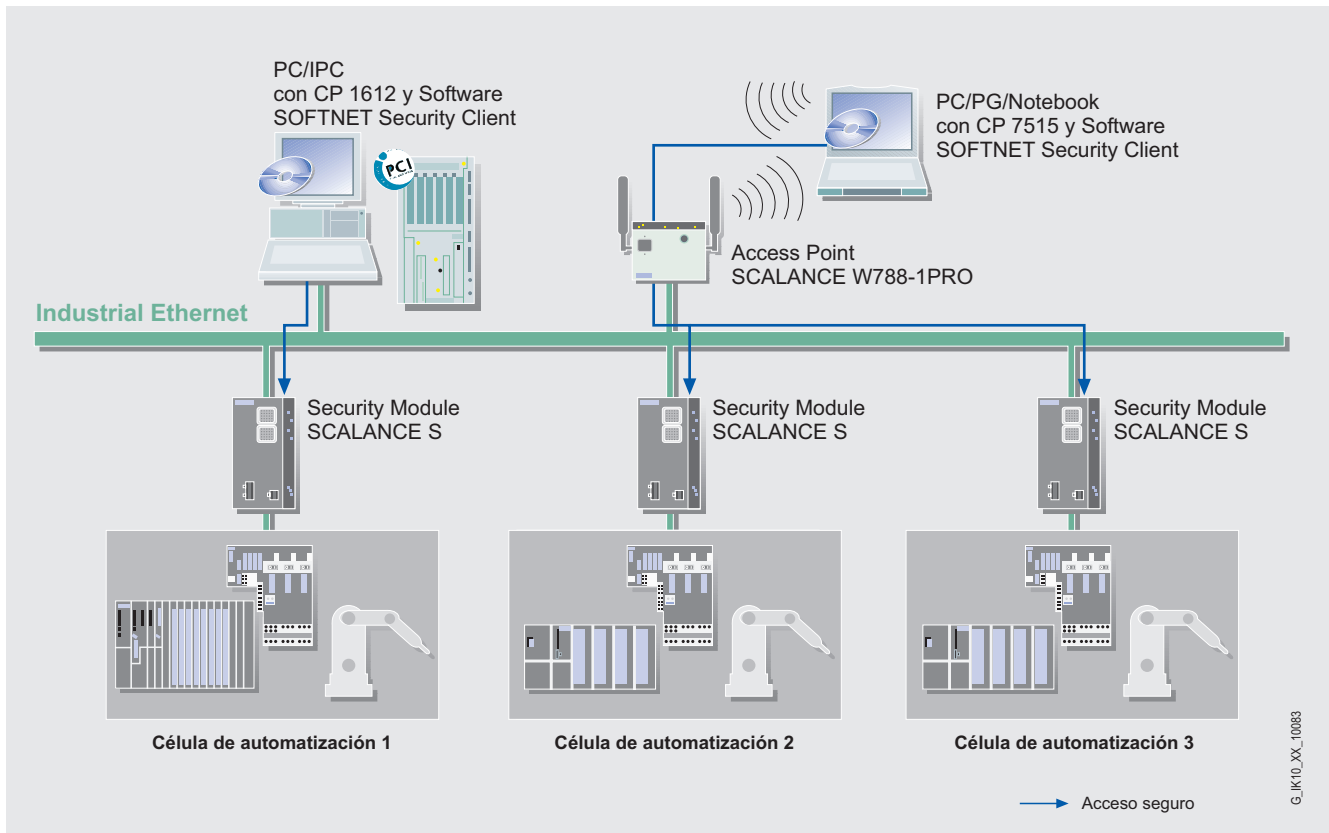 PC/IPC
con CP 1612 y Software
SOFTNET Security Client
PCI
PC/PG/Notebook
con CP 7515 y Software
SOFTNET Security Client
Access Point
SCALANCE W788-1PRO
Industrial Ethernet
Security Module
SCALANCE S
Security Module
SCALANCE S
Security Module
SCALANCE S
Célula de automatización 1
Célula de automatización 2
Célula de automatización 3
Acceso seguro
G_IK10_XX_10083